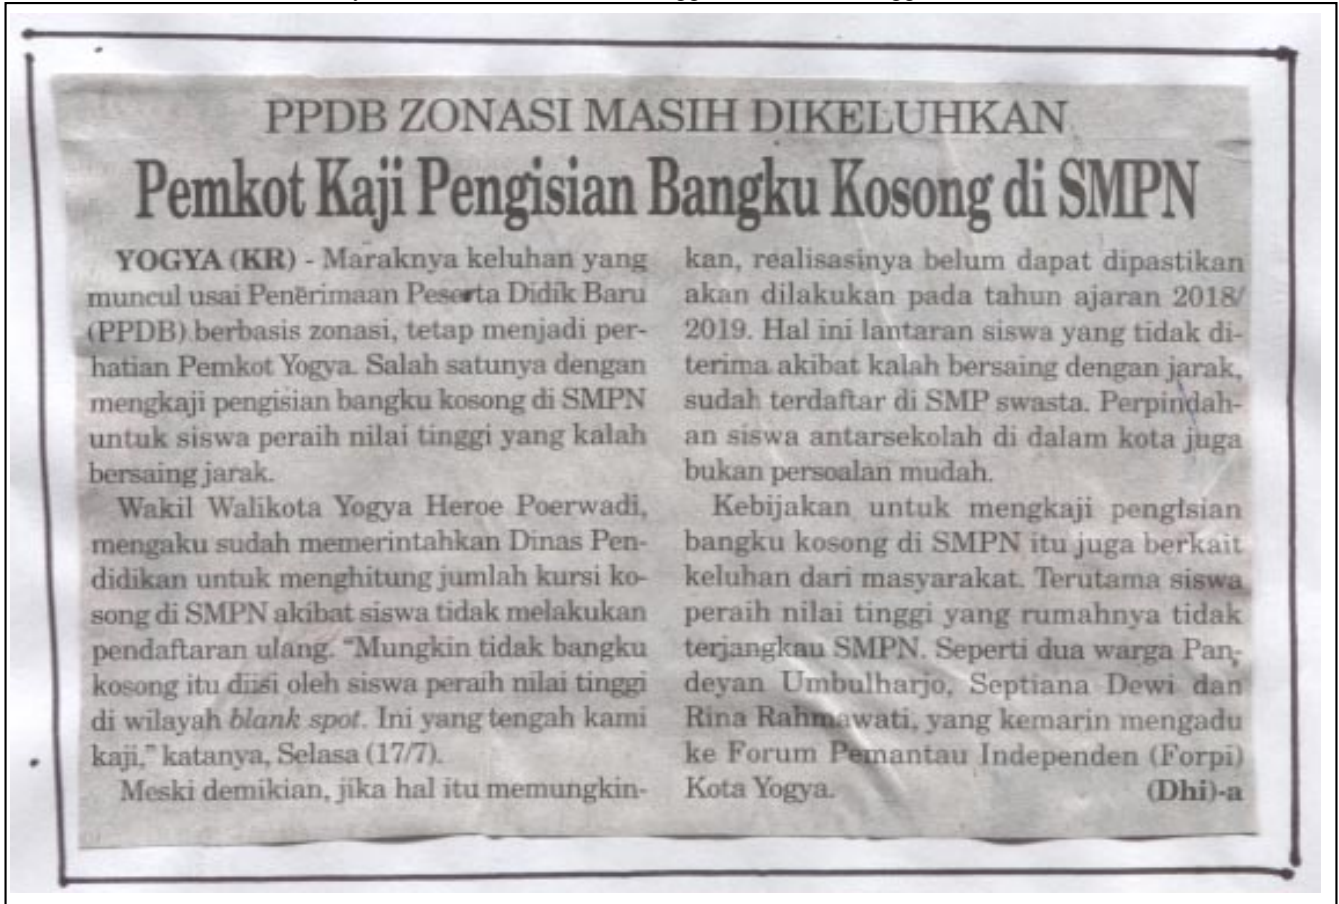 PPDB ZONASI MASIH DIKELUHKAN
Pemkot Kaji Pengisian Bangku Kosong di SMPN
YOGYA (KR) - Maraknya keluhan yang
muncul usai Penerimaan Peserta Didik Baru
(PPDB) berbasis zonasi, tetap menjadi per-
hatian Pemkot Yogya. Salah satunya dengan
mengkaji pengisian bangku kosong di SMPN
untuk siswa peraih nilai tinggi yang kalah
bersaing jarak.
Wakil Walikota Yogya Heroe Poerwadi,
mengaku sudah memerintahkan Dinas Pen-
didikan untuk menghitung jumlah kursi ko-
song di SMPN akibat siswa tidak melakukan
pendaftaran ulang. "Mungkin tidak bangku
kosong itu diisi oleh siswa peraih nilai tinggi
di wilayah blank spot. Ini yang tengah kami
kaji," katanya, Selasa (17/7).
Meski demikian, jika hal itu memungkin-
kan, realisasinya belum dapat dipastikan
akan dilakukan pada tahun ajaran 2018/
2019. Hal ini lantaran siswa yang tidak di-
terima akibat kalah bersaing dengan jarak,
sudah terdaftar di SMP swasta. Perpindah-
an siswa antarsekolah di dalam kota juga
bukan persoalan mudah.
Kebijakan untuk mengkaji pengisian
bangku kosong di SMPN itu juga berkait
keluhan dari masyarakat. Terutama siswa
peraih nilai tinggi yang rumahnya tidak
terjangkau SMPN. Seperti dua warga Pan-
deyan Umbulharjo, Septiana Dewi dan
Rina Rahmawati, yang kemarin mengadu
ke Forum Pemantau Independen (Forpi)
Kota Yogya. (Dhi)-a